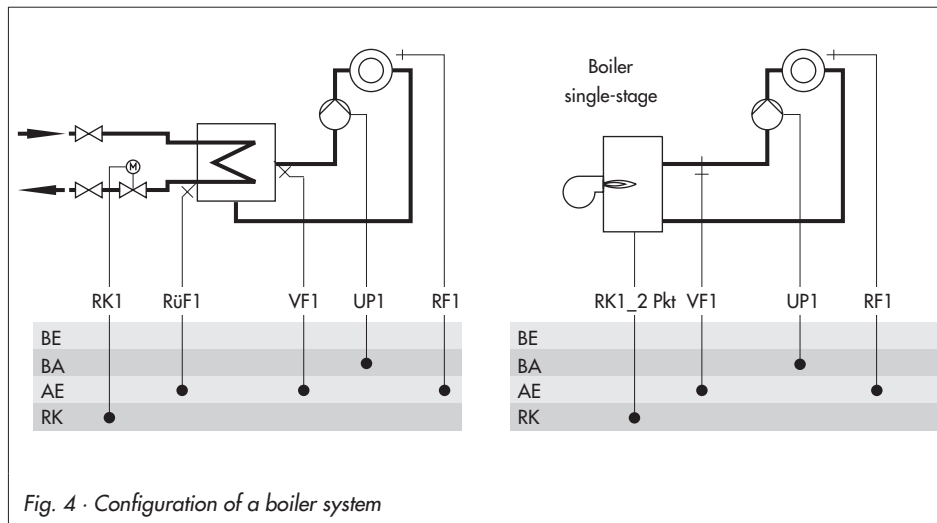 Boiler
single-stage
M
RK1 RüF1 VF1 UP1 RF1
BE
BA
AE
RK
RK1_2 Pkt VF1 UP1 RF1
BE
BA
AE
RK
Fig. 4 · Configuration of a boiler system